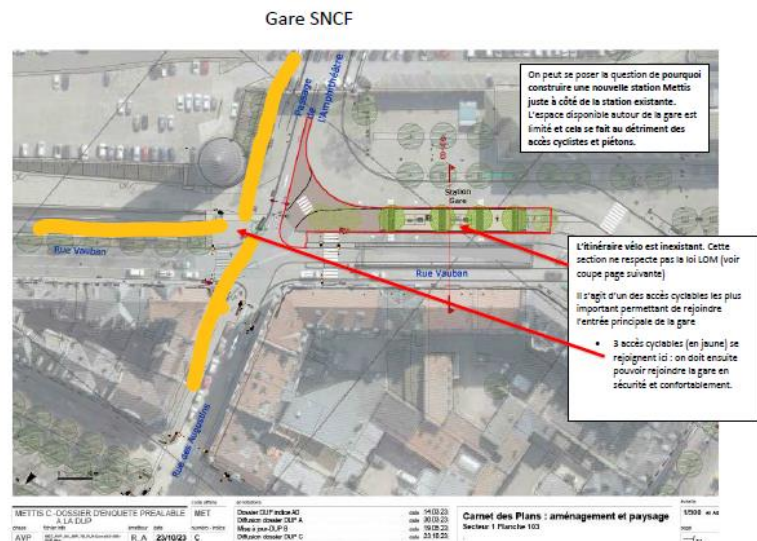 Gare SNCF
Passage de l'Amphithéâtre
On peut se poser la question de pourquoi
construire une nouvelle station Mettis
juste à côté de la station existante.
L'espace disponible autour de la gare est
limité et cela se fait au détriment des
accès cyclistes et piétons.
Station
Gare
Rue Vauban
Rue Vauban
L'itinéraire vélo est inexistant. Cette
section ne respecte pas la loi LOM (voir
coupe page suivante)
Il s'agit d'un des accès cyclables les plus
important permettant de rejoindre
l'entrée principale de la gare
• 3 accès cyclables (en jaune) se
rejoignent ici : on doit ensuite
pouvoir rejoindre la gare en
sécurité et confortablement.
Rue des Augustins
METTIS C - DOSSIER D'ENQUETE PREALABLE
A LA DUP
AVP
R.A
23/10/23
MET
C
Dossier DUP indice A0
Diffusion dossier DUP A
Mise à jour DUP B
Diffusion dossier DUP C
Carnet des Plans : aménagement et paysage
Secteur 1 Planche 103